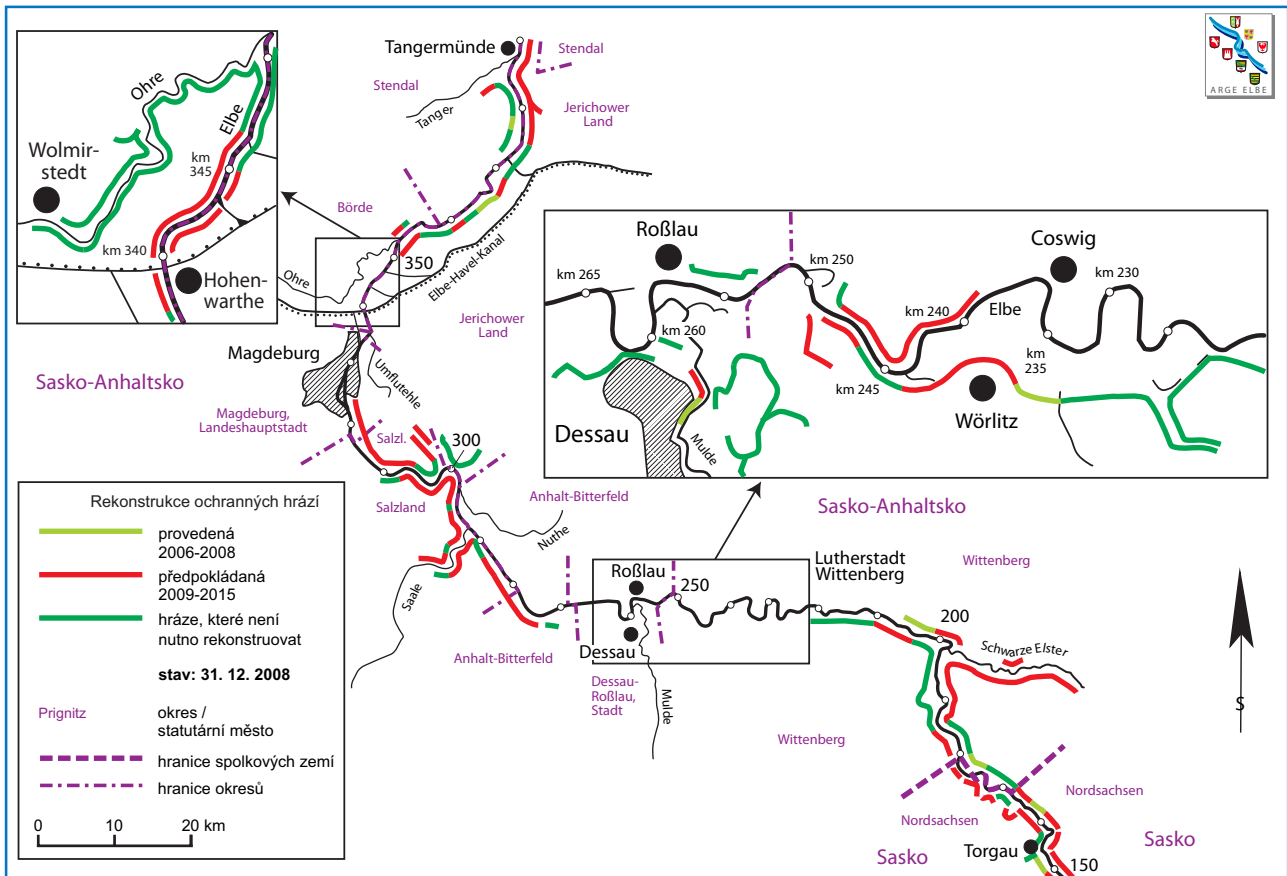 Tangermünde
Stendal
Stendal
Tanger
Jerichower
Land
ARGE ELBE
Ohre
Elbe
Wolmir-
stedt
km
345
km 340
Hohen-
warthe
Börde
350
Ohre
Elbe-Havel-Kanal
Jerichower
Land
Magdeburg
Umflutehle
Sasko-Anhaltsko
Magdeburg,
Landeshauptstadt
Salzl.
300
Salzland
Anhalt-Bitterfeld
Nuthe
Saale
Roßlau
Coswig
km 265
km 250
km 230
km 240
Elbe
km 260
km
235
km 245
Wörlitz
Dessau
Mulde
Sasko-Anhaltsko
Rekonstrukce ochranných hrází
provedená
2006-2008
předpokládaná
2009-2015
hráze, které není
nutno rekonstruovat
stav: 31. 12. 2008
Prignitz
okres /
statutární město
hranice spolkových zemí
hranice okresů
0 10 20 km
Roßlau
250
Dessau
Anhalt-Bitterfeld
Dessau-
Roßlau,
Stadt
Mulde
Lutherstadt
Wittenberg
Wittenberg
200
Schwarze Elster
Wittenberg
S
Nordsachsen
Nordsachsen
Sasko
Sasko
Torgau
150